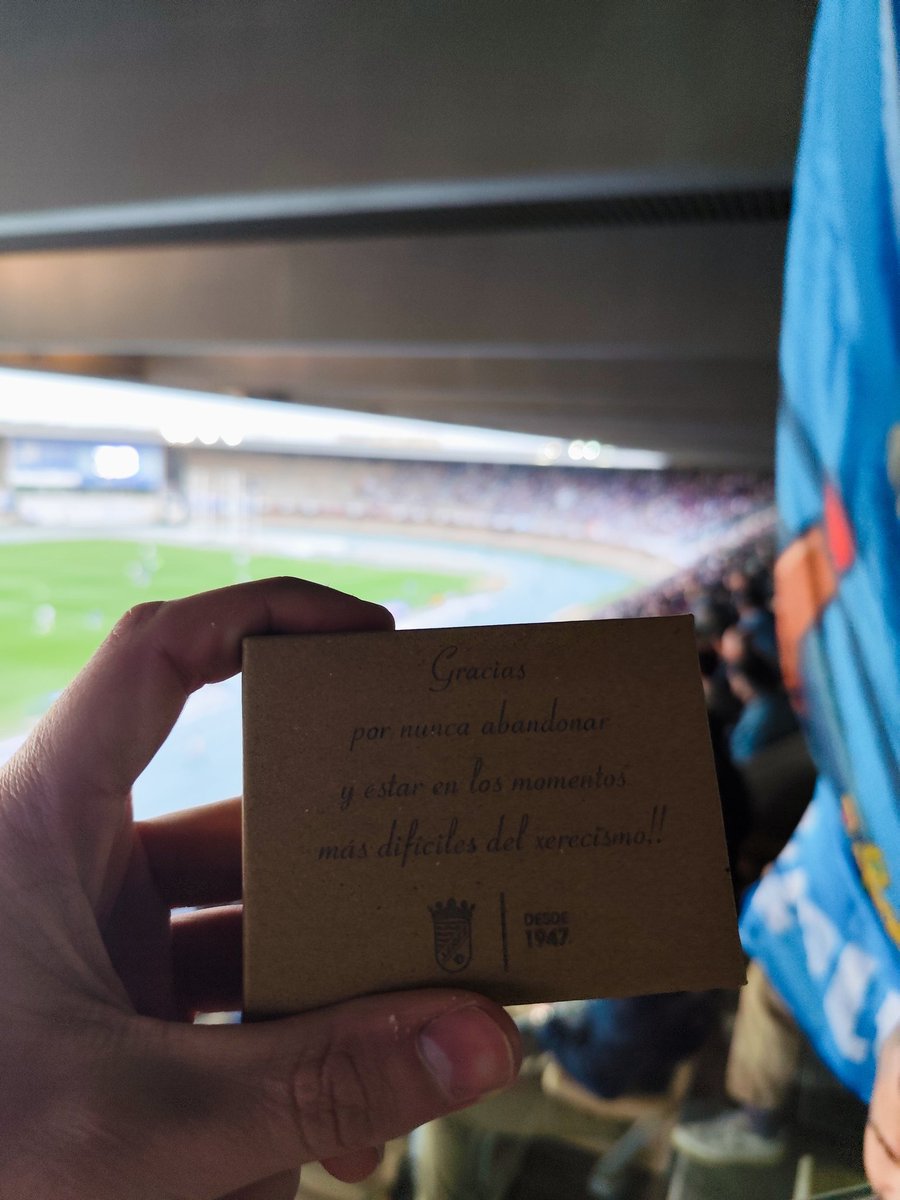 Gracias
por nunca abandonar
y estar en los momentos
más difíciles del xerecismo!!
DESDE
1947